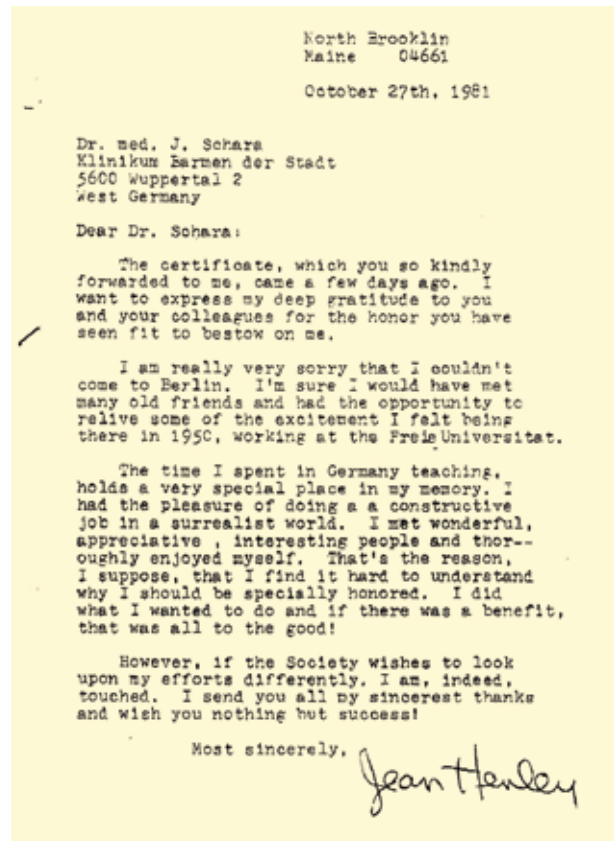 North Brooklin
Maine 04661
October 27th, 1981
Dr. med. J. Schara
Klinikum Barmen der Stadt
5600 Wuppertal 2
West Germany
Dear Dr. Schara:
The certificate, which you so kindly
forwarded to me, came a few days ago. I
want to express my deep gratitude to you
and your colleagues for the honor you have
seen fit to bestow on me.
I am really very sorry that I couldn't
come to Berlin. I'm sure I would have met
many old friends and had the opportunity to
relive some of the excitement I felt being
there in 1950, working at the Freie Universitat.
The time I spent in Germany teaching,
holds a very special place in my memory. I
had the pleasure of doing a a constructive
job in a surrealist world. I met wonderful,
appreciative , interesting people and thor--
oughly enjoyed myself. That's the reason,
I suppose, that I find it hard to understand
why I should be specially honored. I did
what I wanted to do and if there was a benefit,
that was all to the good!
However, if the Society wishes to look
upon my efforts differently. I am, indeed,
touched. I send you all my sincerest thanks
and wish you nothing but success!
Most sincerely,
Jean Henley